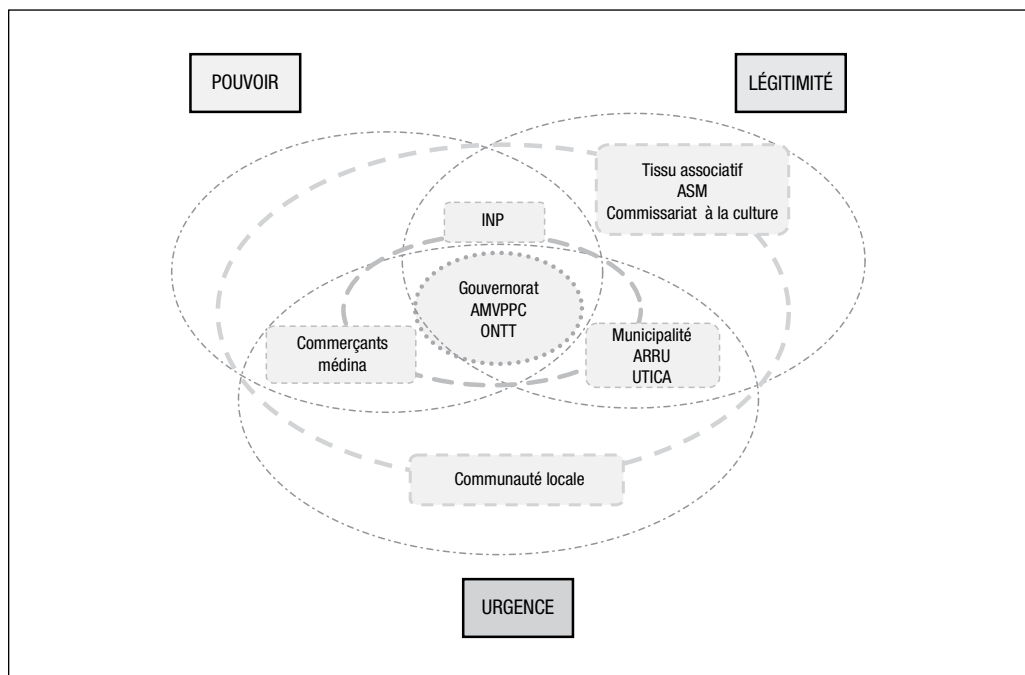 POUVOIR
LÉGITIMITÉ
Tissu associatif
ASM
Commissariat à la culture
INP
Gouvernorat
AMVPPC
ONTT
Commerçants
médina
Municipalité
ARRU
UTICA
Communauté locale
URGENCE